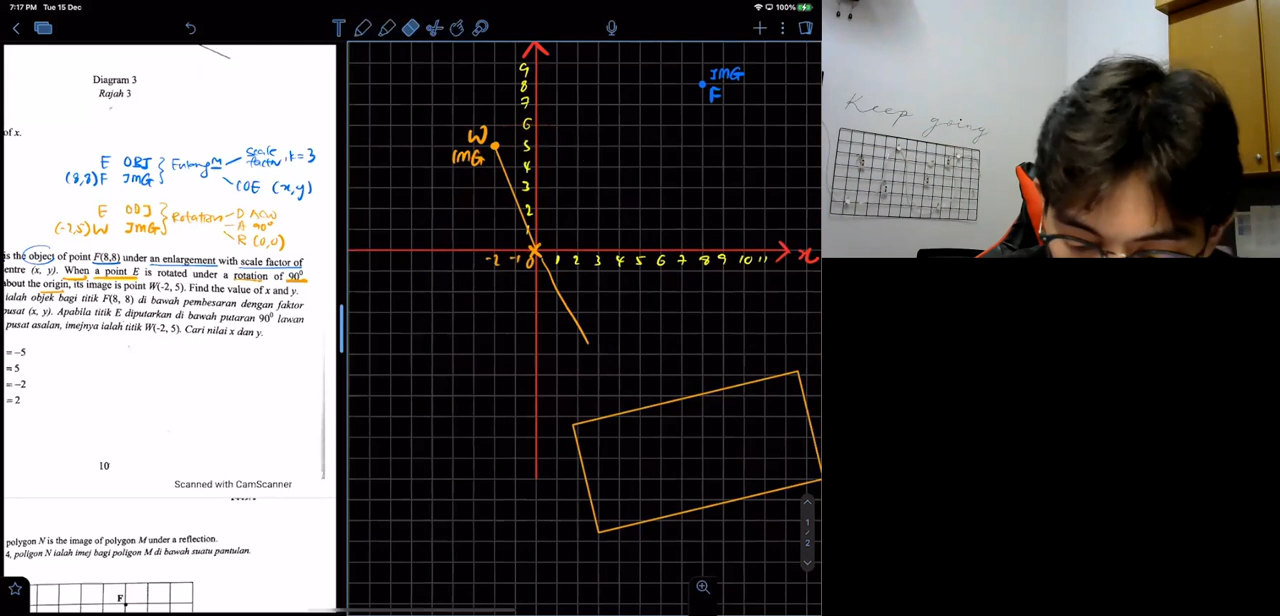 7:17 PM Tue 15 Dec
100%
Diagram 3
Rajah 3
of x.
E OBJ
(8,8) F IMG
Enlarg M
Scale factor, k = 3
COE (x,y)
E OBJ
(-2,5) W IMG
Rotation
D ACW
A 90°
R (0,0)
is the object of point F(8,8) under an enlargement with scale factor of
entre (x, y). When a point E is rotated under a rotation of 90⁰
bout the origin, its image is point W(-2, 5). Find the value of x and y.
ialah objek bagi titik F(8, 8) di bawah pembesaran dengan faktor
pusat (x, y). Apabila titik E diputarkan di bawah putaran 90⁰ lawan
pusat asalan, imejnya ialah titik W(-2, 5). Cari nilai x dan y.
= -5
= 5
= -2
= 2
10
Scanned with CamScanner
polygon N is the image of polygon M under a reflection.
4, poligon N ialah imej bagi poligon M di bawah suatu pantulan.
F
9
8
7
6
5
4
3
2
1
-2 -1 0 1 2 3 4 5 6 7 8 9 10 11 x
W
IMG
IMG
F
1
2
Keep going